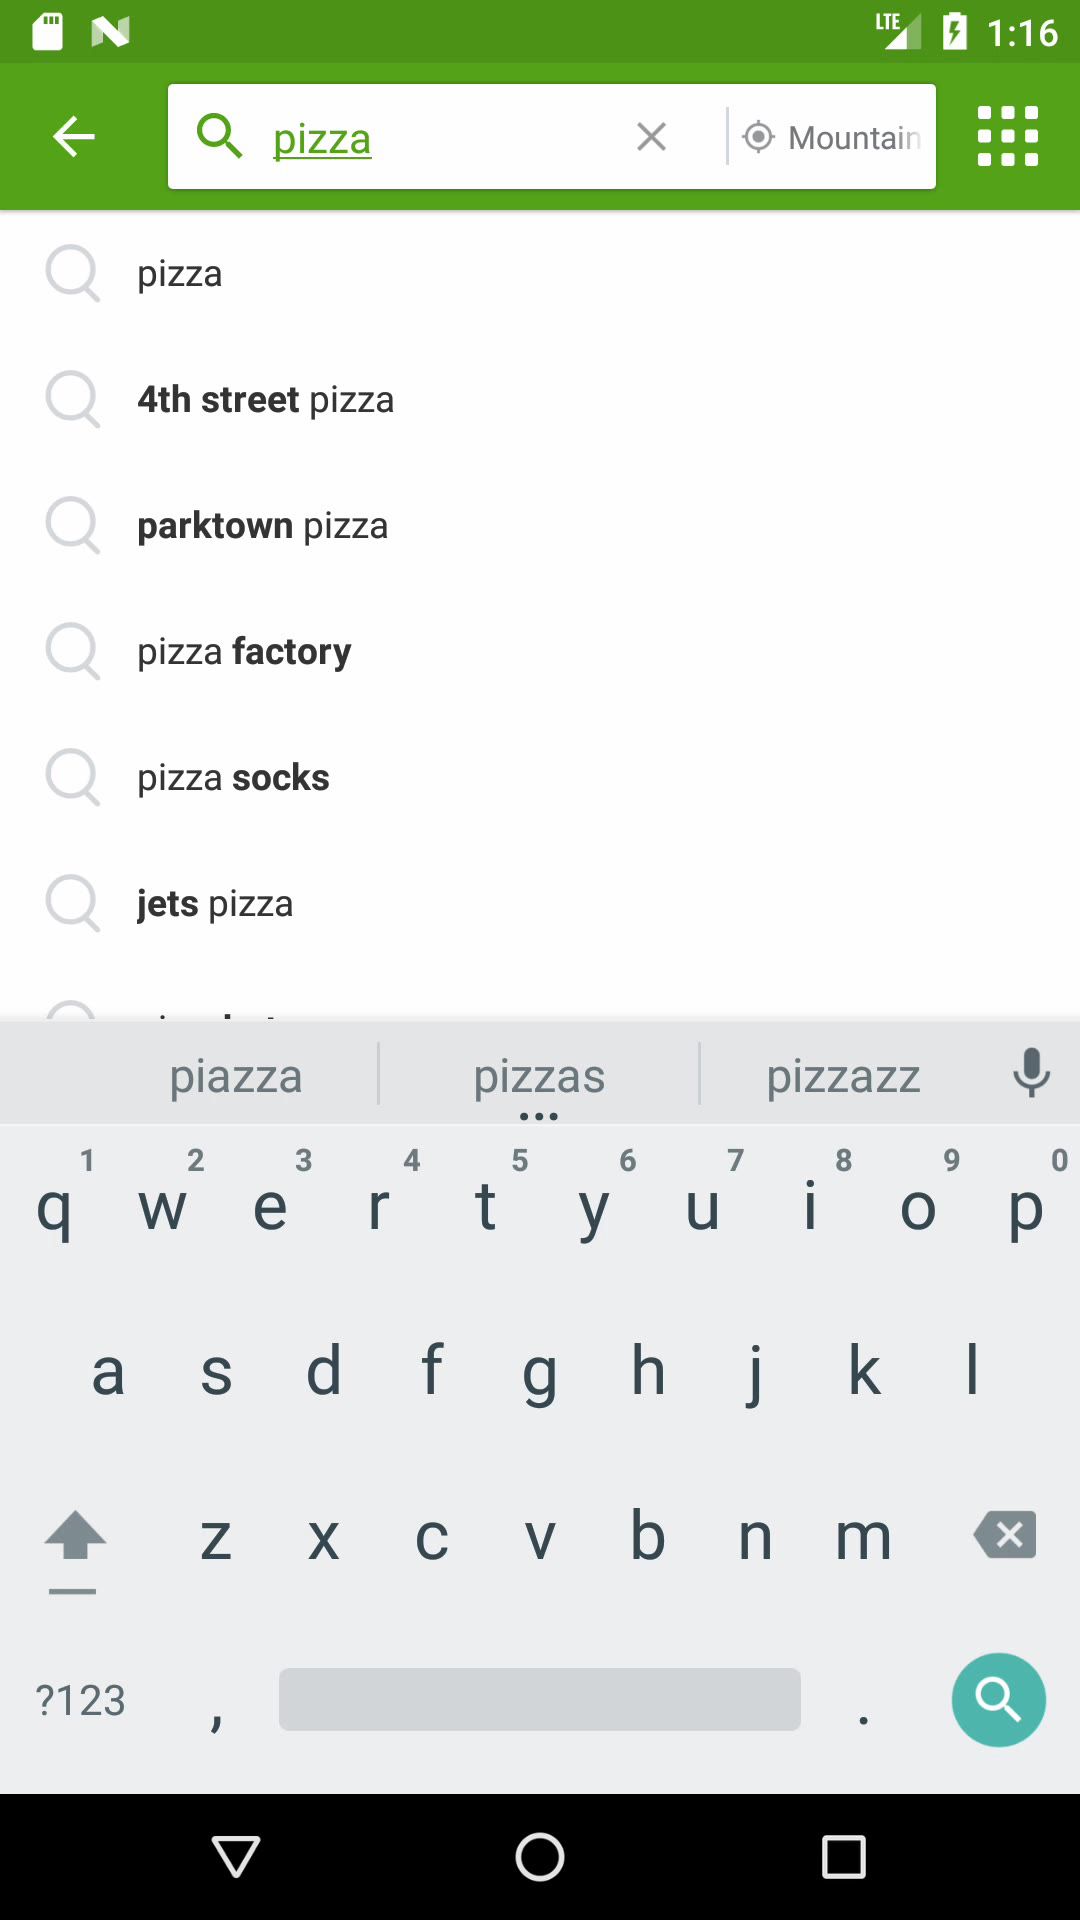 LTE 1:16
pizza Mountain
pizza
4th street pizza
parktown pizza
pizza factory
pizza socks
jets pizza
piazza pizzas pizzazz
1 2 3 4 5 6 7 8 9 0
q w e r t y u i o p
a s d f g h j k l
z x c v b n m
?123 , .